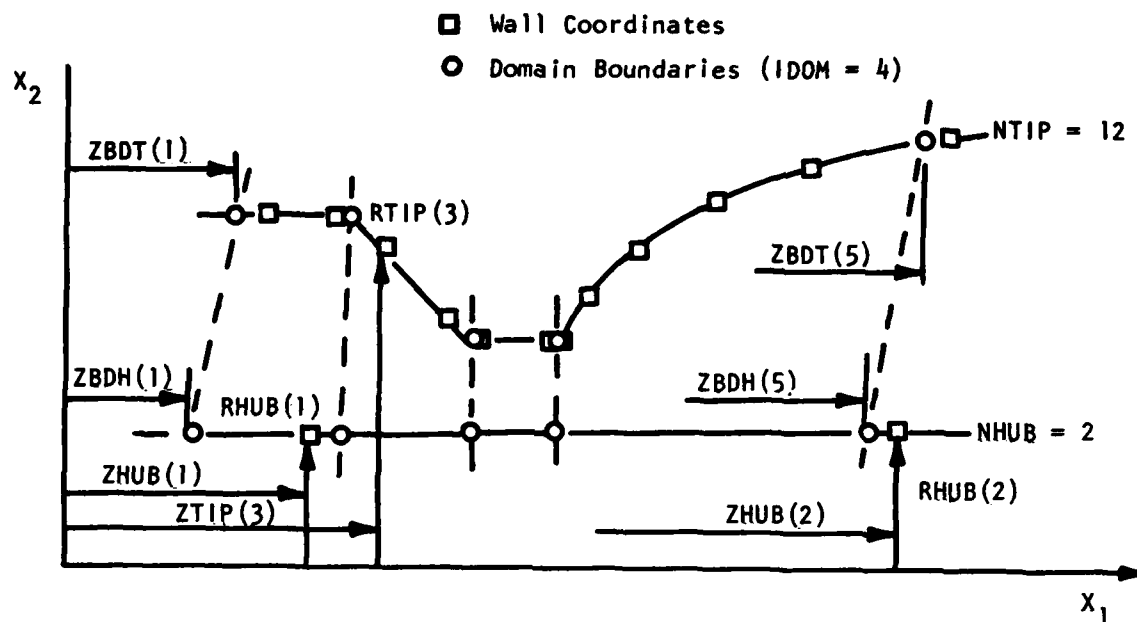 Wall Coordinates
Domain Boundaries (IDOM = 4)
X2
ZBDT(1)
NTIP = 12
RTIP(3)
ZBDT(5)
ZBDH(1)
ZBDH(5)
RHUB(1)
NHUB = 2
ZHUB(1)
RHUB(2)
ZTIP(3)
ZHUB(2)
X1